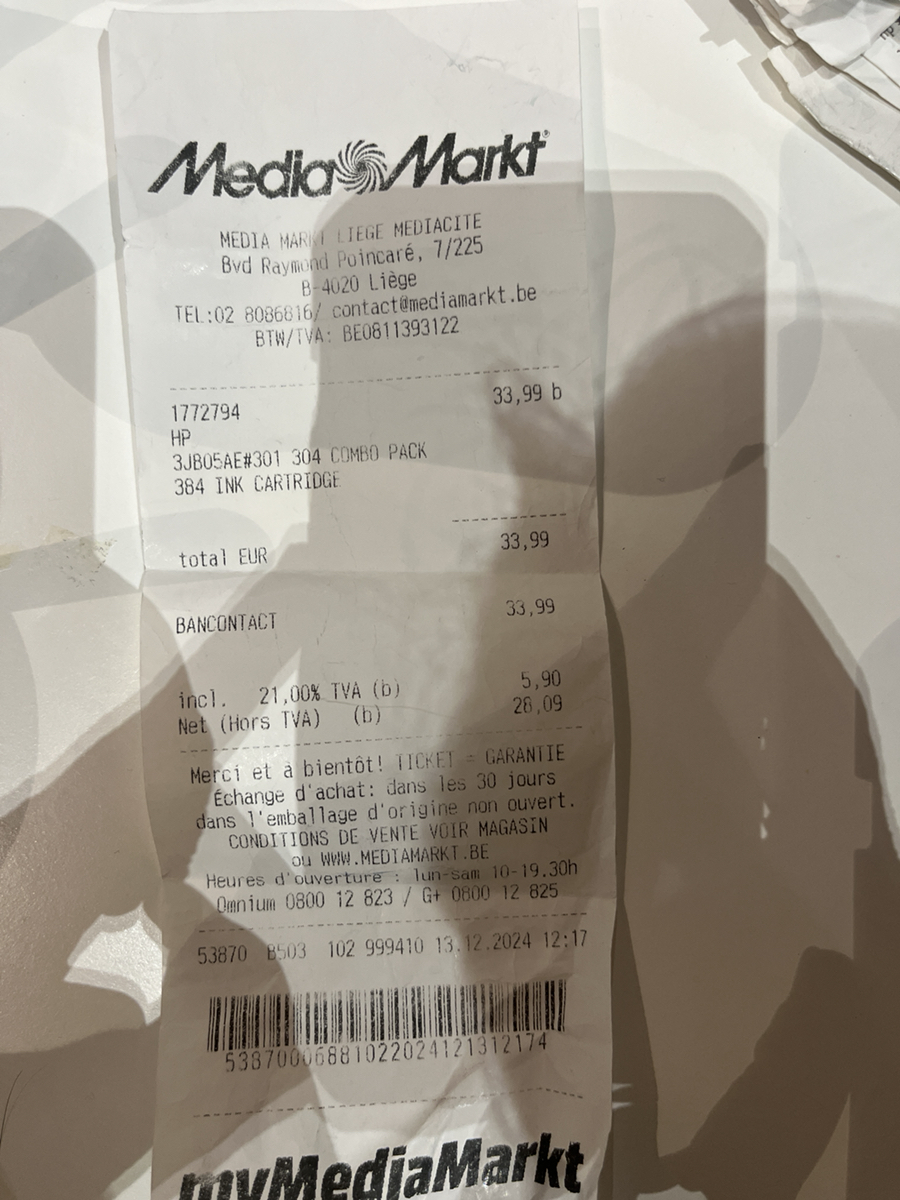 Media Markt
MEDIA MARKT LIEGE MEDIACITE
Bvd Raymond Poincaré, 7/225
B-4020 Liège
TEL:02 8086816/ contact@mediamarkt.be
BTW/TVA: BE0811393122
1772794 33,99 b
HP
3JB05AE#301 304 COMBO PACK
384 INK CARTRIDGE
total EUR 33,99
BANCONTACT 33,99
incl. 21,00% TVA (b) 5,90
Net (Hors TVA) (b) 28,09
Merci et à bientôt! TICKET = GARANTIE
Échange d'achat: dans les 30 jours
dans l'emballage d'origine non ouvert.
CONDITIONS DE VENTE VOIR MAGASIN
ou WWW.MEDIAMARKT.BE
Heures d'ouverture : lun-sam 10-19.30h
Omnium 0800 12 823 / G+ 0800 12 825
53870 B503 102 999410 13.12.2024 12:17
5387000688102202412131217​4
myMediaMarkt